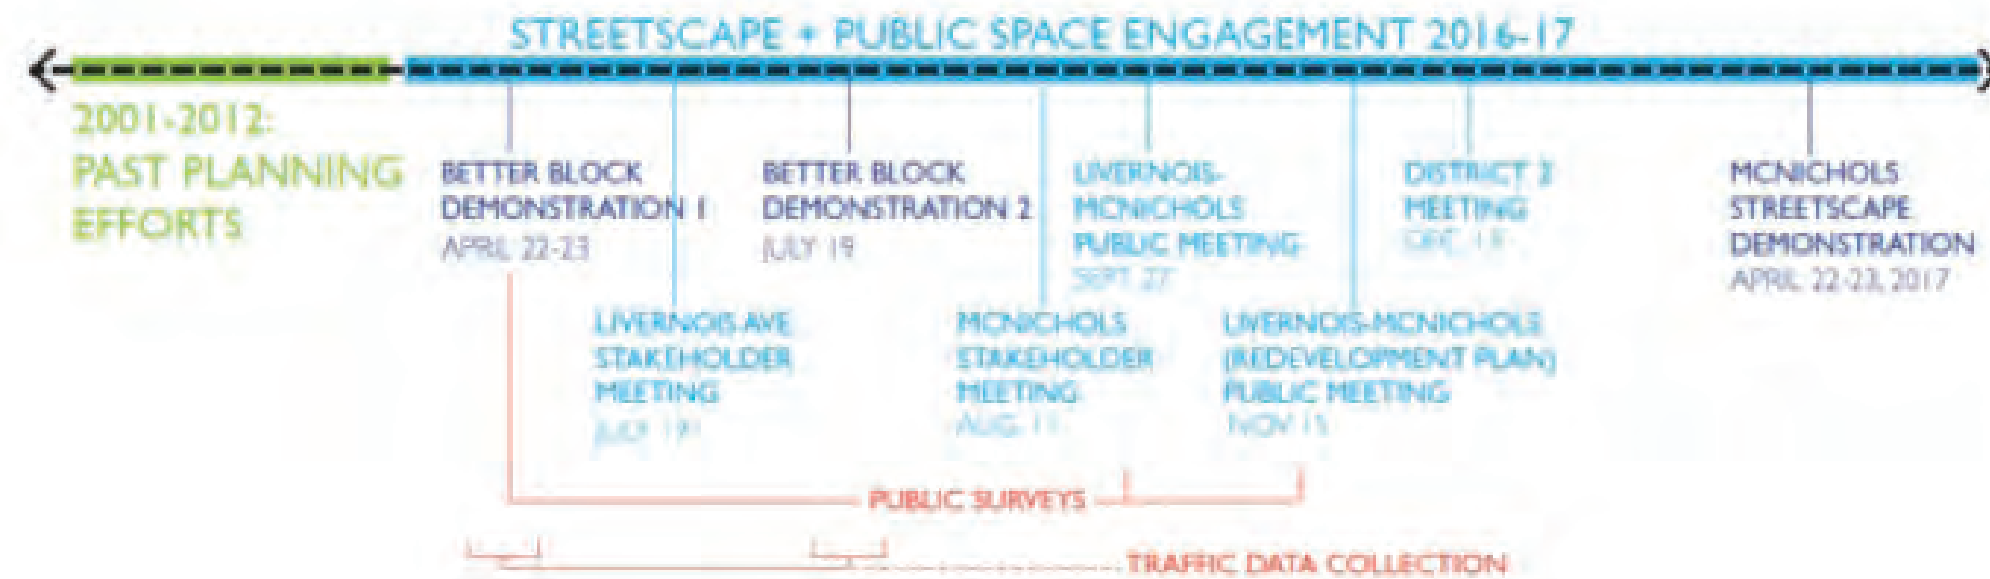 STREETSCAPE + PUBLIC SPACE ENGAGEMENT 2016-17
2001-2012:
PAST PLANNING
EFFORTS
BETTER BLOCK
DEMONSTRATION 1
APRIL 22-23
LIVERNOIS AVE
STAKEHOLDER
MEETING
JULY
BETTER BLOCK
DEMONSTRATION 2
JULY 19
MCNICHOLS
STAKEHOLDER
MEETING
AUG. 11
LIVERNOIS-
MCNICHOLS
PUBLIC MEETING
SEPT. 27
LIVERNOIS-MCNICHOLS
(REDEVELOPMENT PLAN)
PUBLIC MEETING
NOV 15
DISTRICT 2
MEETING
DEC.
MCNICHOLS
STREETSCAPE
DEMONSTRATION
APRIL 22-23, 2017
PUBLIC SURVEYS
TRAFFIC DATA COLLECTION